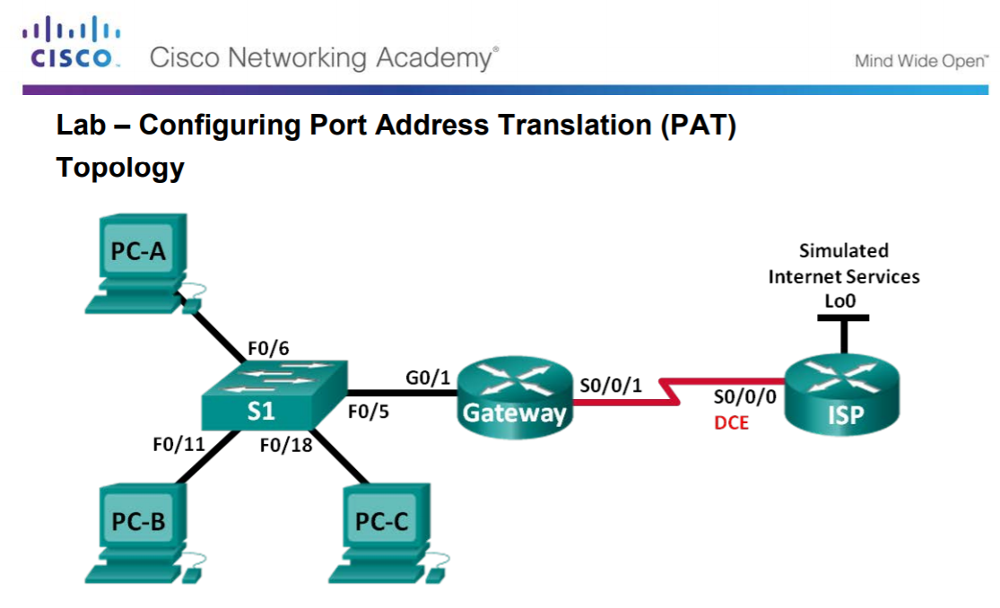 CISCO. Cisco Networking Academy® Mind Wide Open™
Lab – Configuring Port Address Translation (PAT)
Topology
PC-A
Simulated
Internet Services
Lo0
F0/6
G0/1
S0/0/1
S0/0/0
DCE
S1
F0/5
Gateway
ISP
F0/11
F0/18
PC-B
PC-C